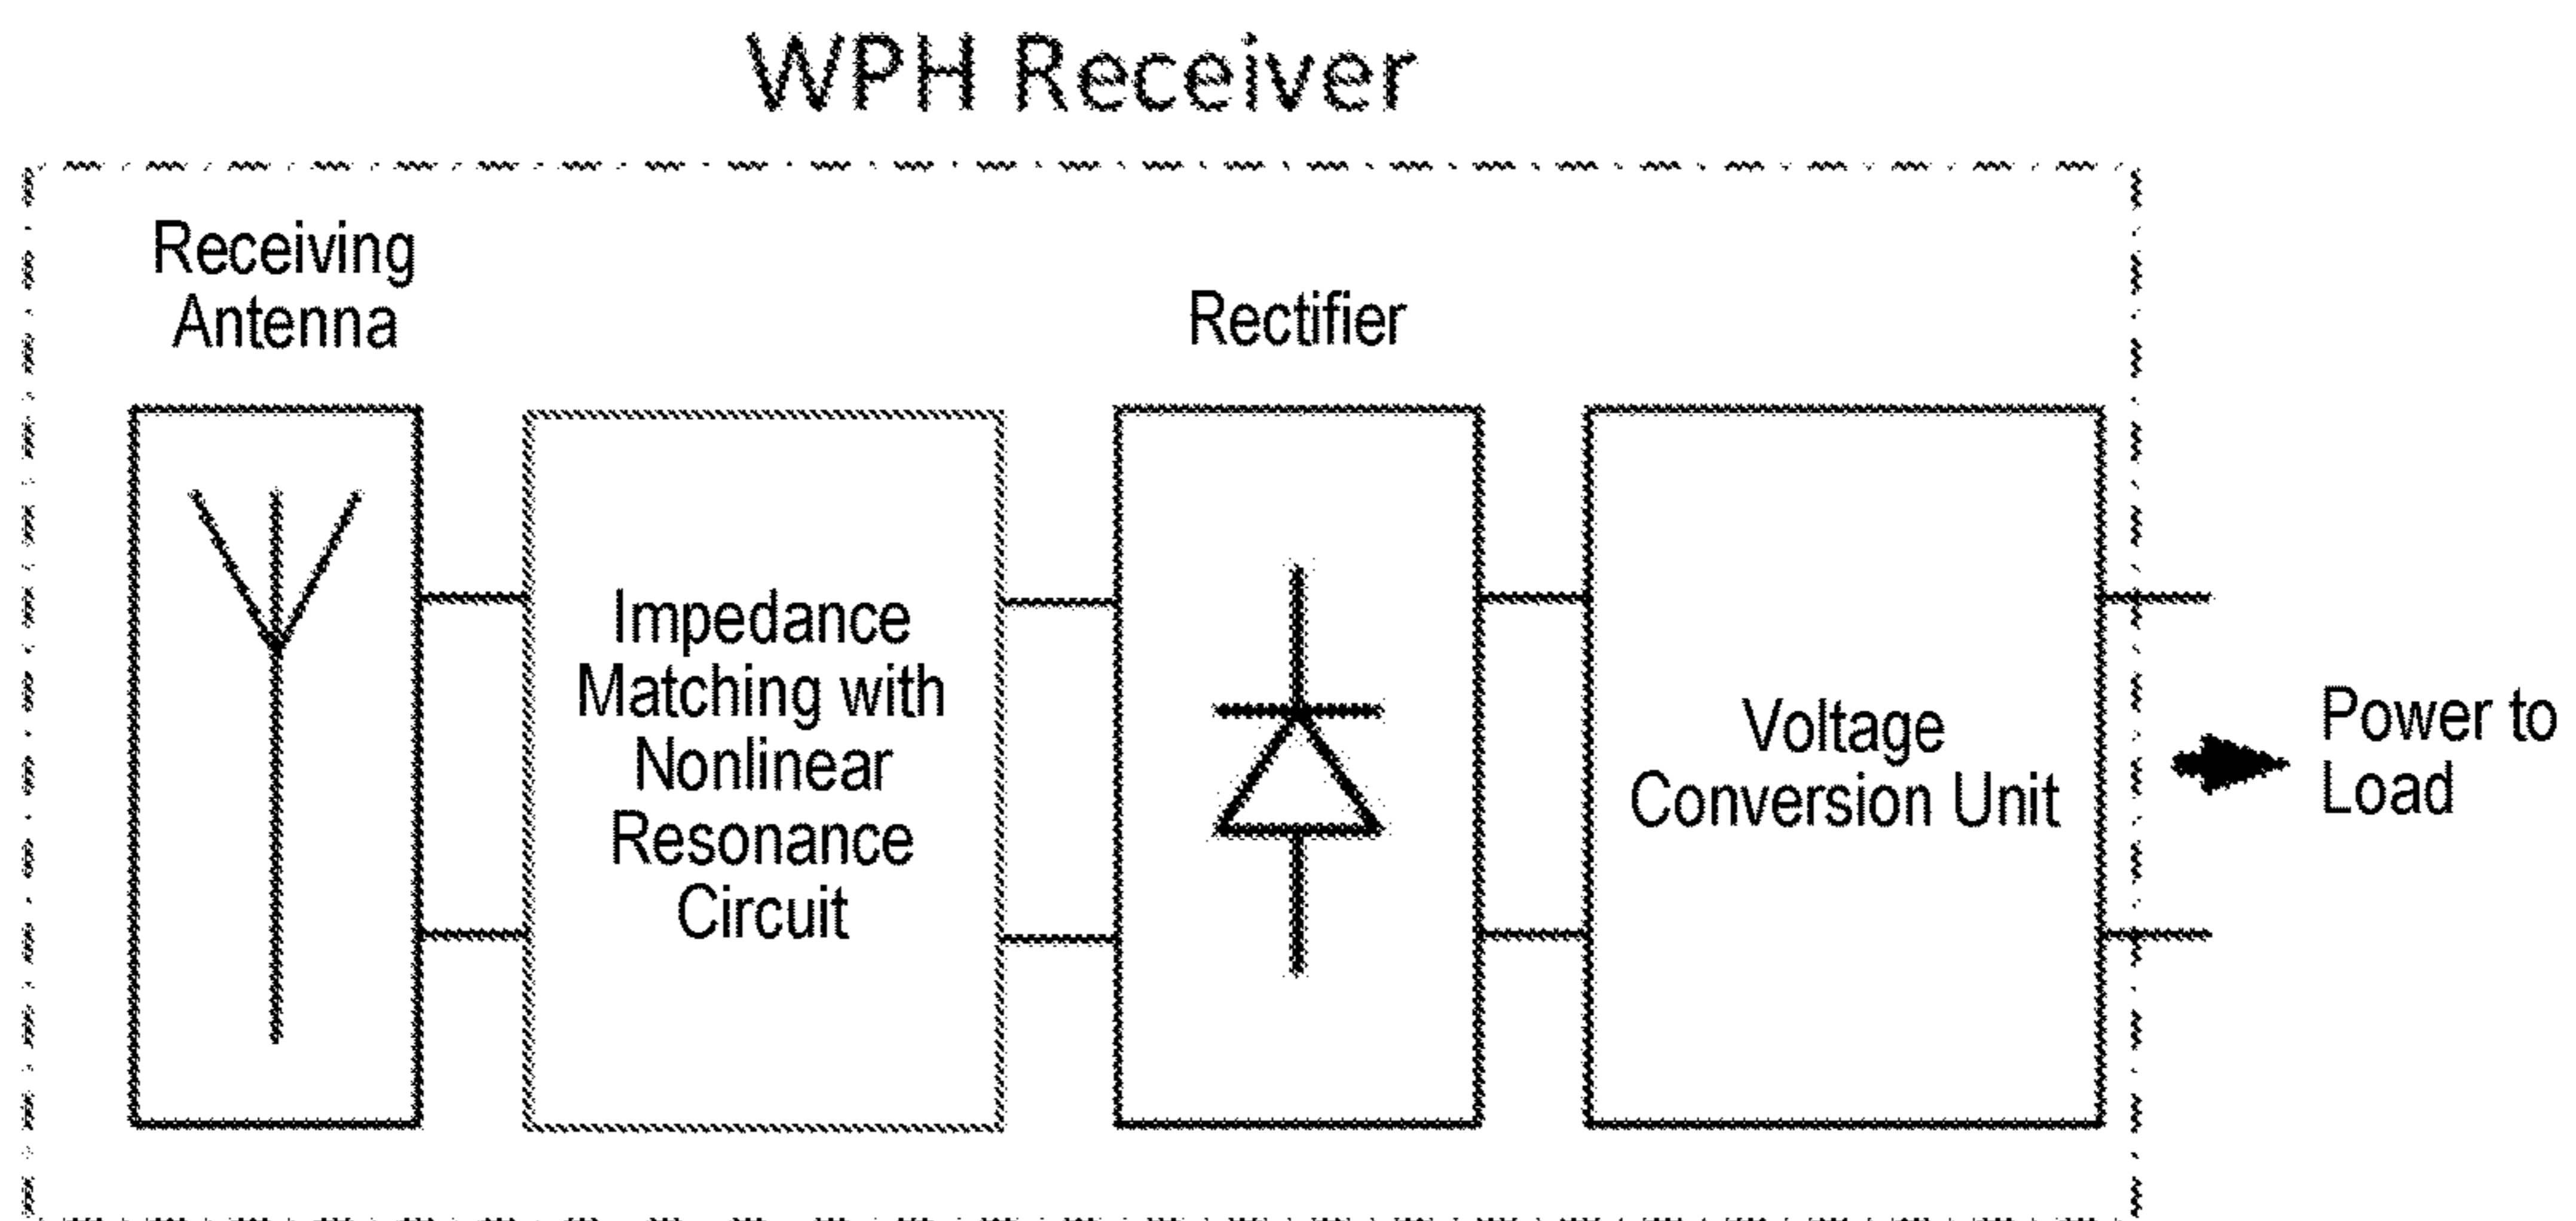 WPH Receiver
Receiving
Antenna
Rectifier
Impedance
Matching with
Nonlinear
Resonance
Circuit
Voltage
Conversion Unit
Power to
Load